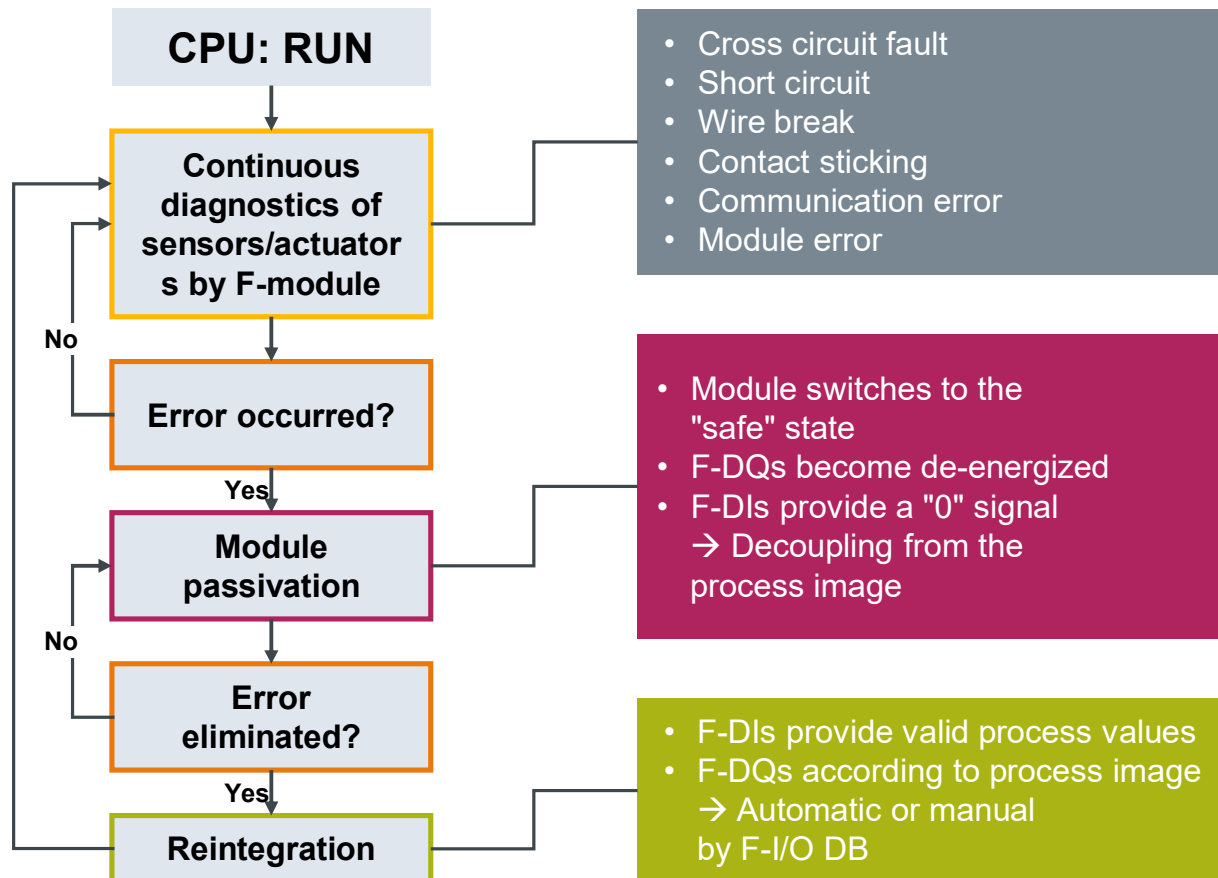 CPU: RUN
Continuous
diagnostics of
sensors/actuator
s by F-module
No
Error occurred?
Yes
Module
passivation
No
Error
eliminated?
Yes
Reintegration
• Cross circuit fault
• Short circuit
• Wire break
• Contact sticking
• Communication error
• Module error
• Module switches to the
"safe" state
• F-DQs become de-energized
• F-DIs provide a "0" signal
→ Decoupling from the
process image
• F-DIs provide valid process values
• F-DQs according to process image
→ Automatic or manual
by F-I/O DB